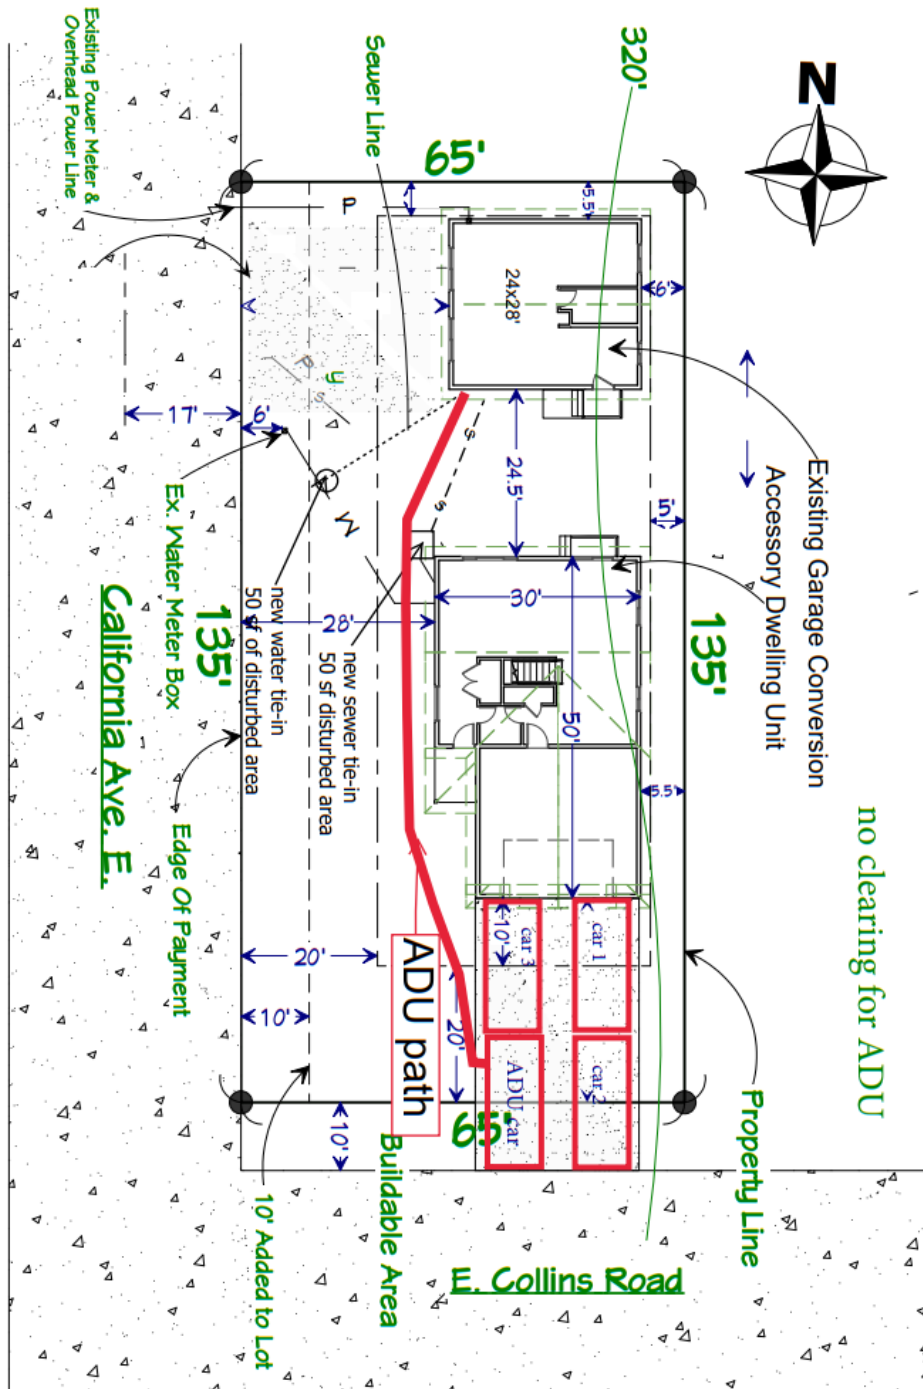 N
320'
Existing Power Meter &
Overhead Power Line
Sewer Line
65'
5.5'
P
24x28'
6'
Existing Garage Conversion
Accessory Dwelling Unit
17'
6'
S
S
24.5'
5'
Ex. Water Meter Box
W
new water tie-in
50 sf of disturbed area
28'
30'
new sewer tie-in
50 sf of disturbed area
California Ave. E.
135'
135'
50'
5.5'
no clearing for ADU
Edge Of Payment
20'
10'
10'
car 3
car 1
ADU path
20'
ADU car
car 2
65'
10'
Property Line
Buildable Area
10' Added to Lot
E. Collins Road